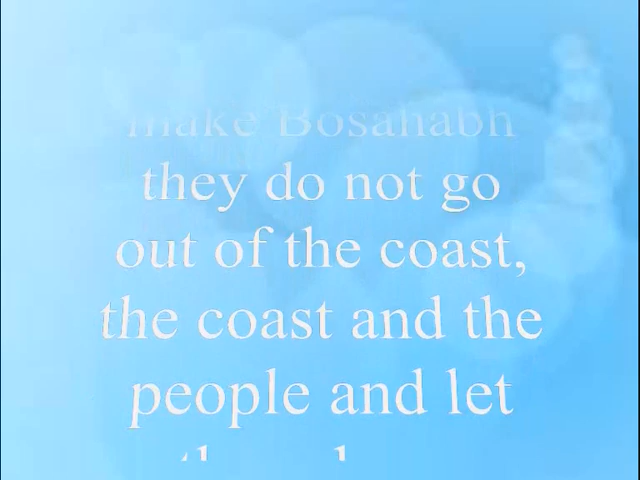 make Bosahabh
they do not go
out of the coast,
the coast and the
people and let